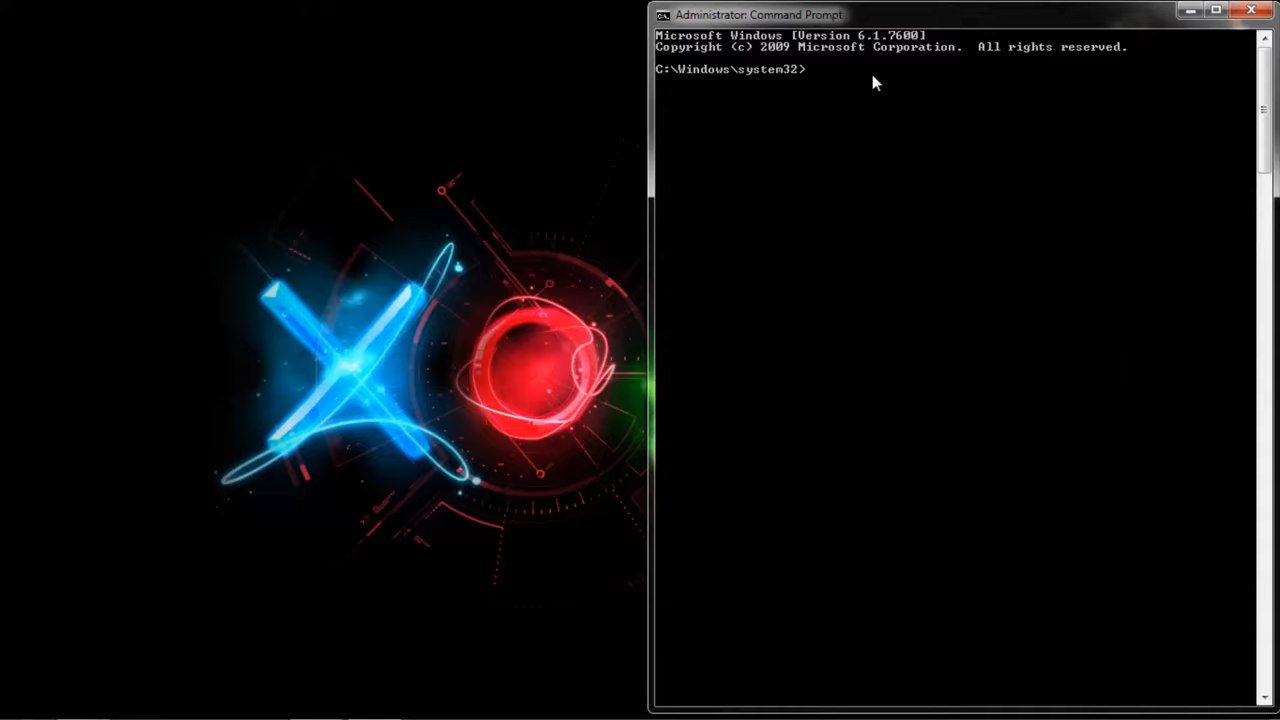 Administrator: Command Prompt
Microsoft Windows [Version 6.1.7600]
Copyright (c) 2009 Microsoft Corporation.  All rights reserved.
C:\Windows\system32>